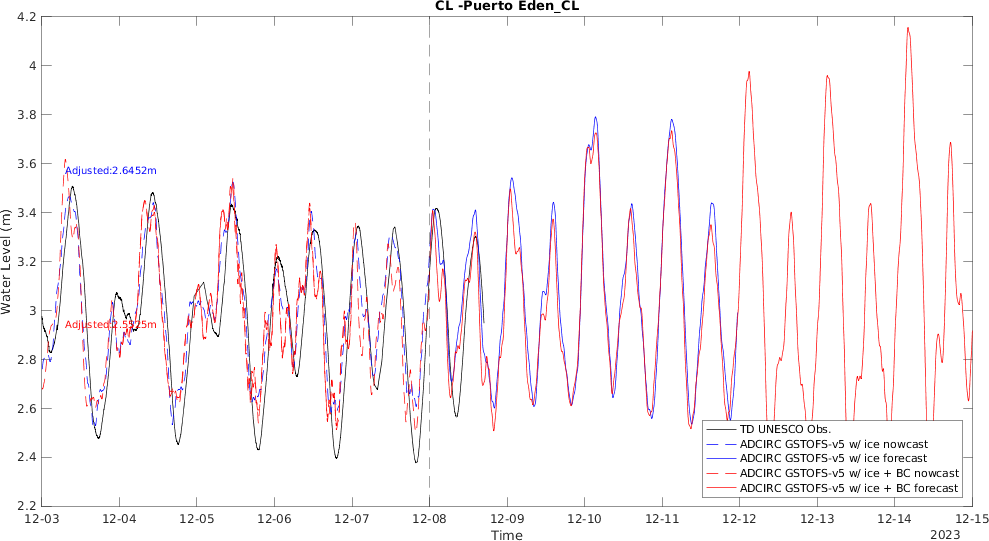 CL -Puerto Eden_CL
4.2
4
3.8
3.6
3.4
3.2
3
2.8
2.6
2.4
2.2
Water Level (m)
Adjusted:2.6452m
TD UNESCO Obs.
ADCIRC GSTOFS-v5 w/ ice nowcast
ADCIRC GSTOFS-v5 w/ ice forecast
ADCIRC GSTOFS-v5 w/ ice + BC nowcast
ADCIRC GSTOFS-v5 w/ ice + BC forecast
12-03 12-04 12-05 12-06 12-07 12-08 12-09 12-10 12-11 12-12 12-13 12-14 12-15
Time
2023